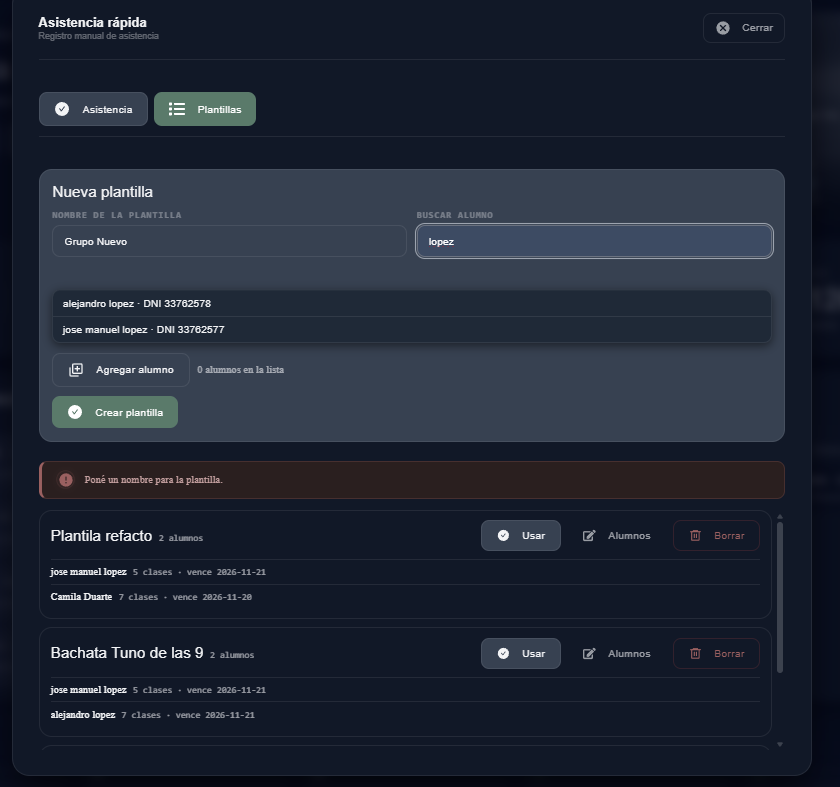 Asistencia rápida
Registro manual de asistencia
Cerrar
Asistencia
Plantillas
Nueva plantilla
NOMBRE DE LA PLANTILLA
BUSCAR ALUMNO
Grupo Nuevo
lopez
alejandro lopez · DNI 33762578
jose manuel lopez · DNI 33762577
Agregar alumno
0 alumnos en la lista
Crear plantilla
Poné un nombre para la plantilla.
Plantila refacto 2 alumnos
Usar
Alumnos
Borrar
jose manuel lopez 5 clases · vence 2026-11-21
Camila Duarte 7 clases · vence 2026-11-20
Bachata Tuno de las 9 2 alumnos
Usar
Alumnos
Borrar
jose manuel lopez 5 clases · vence 2026-11-21
alejandro lopez 7 clases · vence 2026-11-21